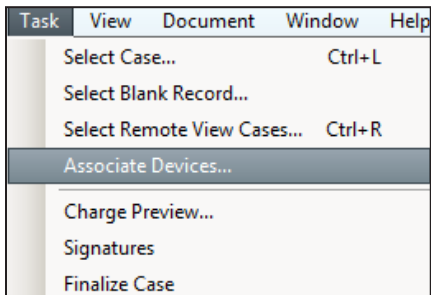 Task View Document Window Help
Select Case... Ctrl+L
Select Blank Record...
Select Remote View Cases... Ctrl+R
Associate Devices...
Charge Preview...
Signatures
Finalize Case